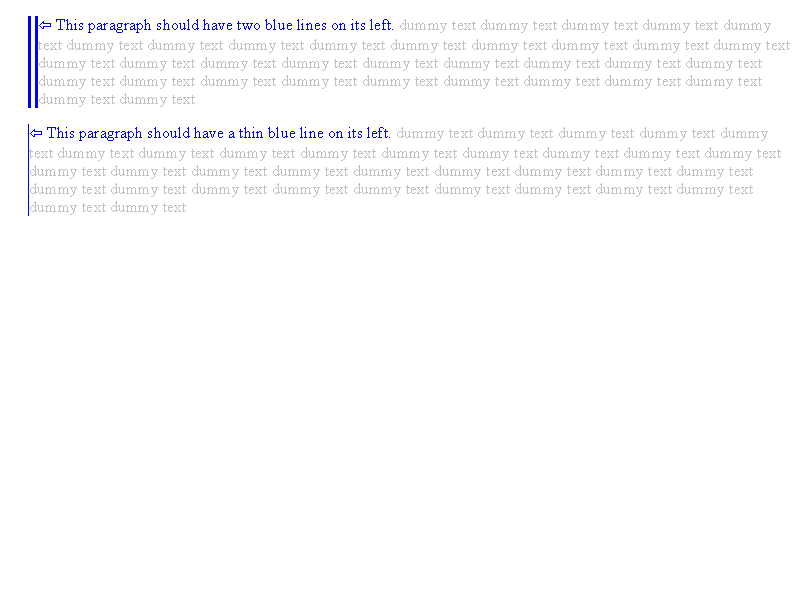 ⇦ This paragraph should have two blue lines on its left. dummy text dummy text dummy text dummy text dummy
text dummy text dummy text dummy text dummy text dummy text dummy text dummy text dummy text dummy text
dummy text dummy text dummy text dummy text dummy text dummy text dummy text dummy text dummy text
dummy text dummy text dummy text dummy text dummy text dummy text dummy text dummy text dummy text
dummy text dummy text
⇦ This paragraph should have a thin blue line on its left. dummy text dummy text dummy text dummy text dummy
text dummy text dummy text dummy text dummy text dummy text dummy text dummy text dummy text dummy text
dummy text dummy text dummy text dummy text dummy text dummy text dummy text dummy text dummy text
dummy text dummy text dummy text dummy text dummy text dummy text dummy text dummy text dummy text
dummy text dummy text